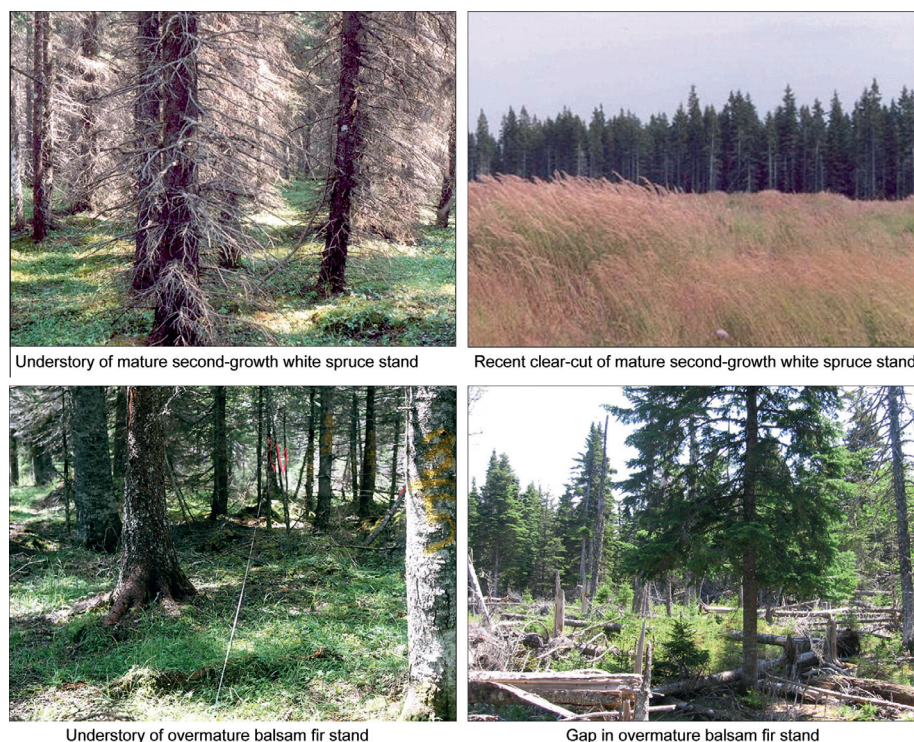 Understory of mature second-growth white spruce stand
Recent clear-cut of mature second-growth white spruce stand
Understory of overmature balsam fir stand
Gap in overmature balsam fir stand